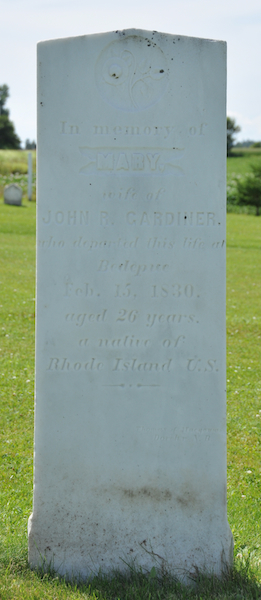 In memory of
MARY
wife of
JOHN R. GARDINER.
who departed this life at
Bedeque
Feb. 15, 1830.
aged 26 years.
a native of
Rhode Island U.S.